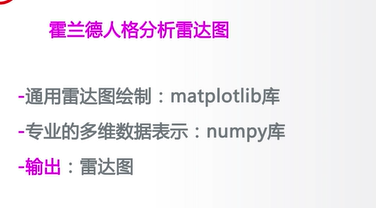 霍兰德人格分析雷达图
-通用雷达图绘制：matplotlib库
-专业的多维数据表示：numpy库
-输出：雷达图